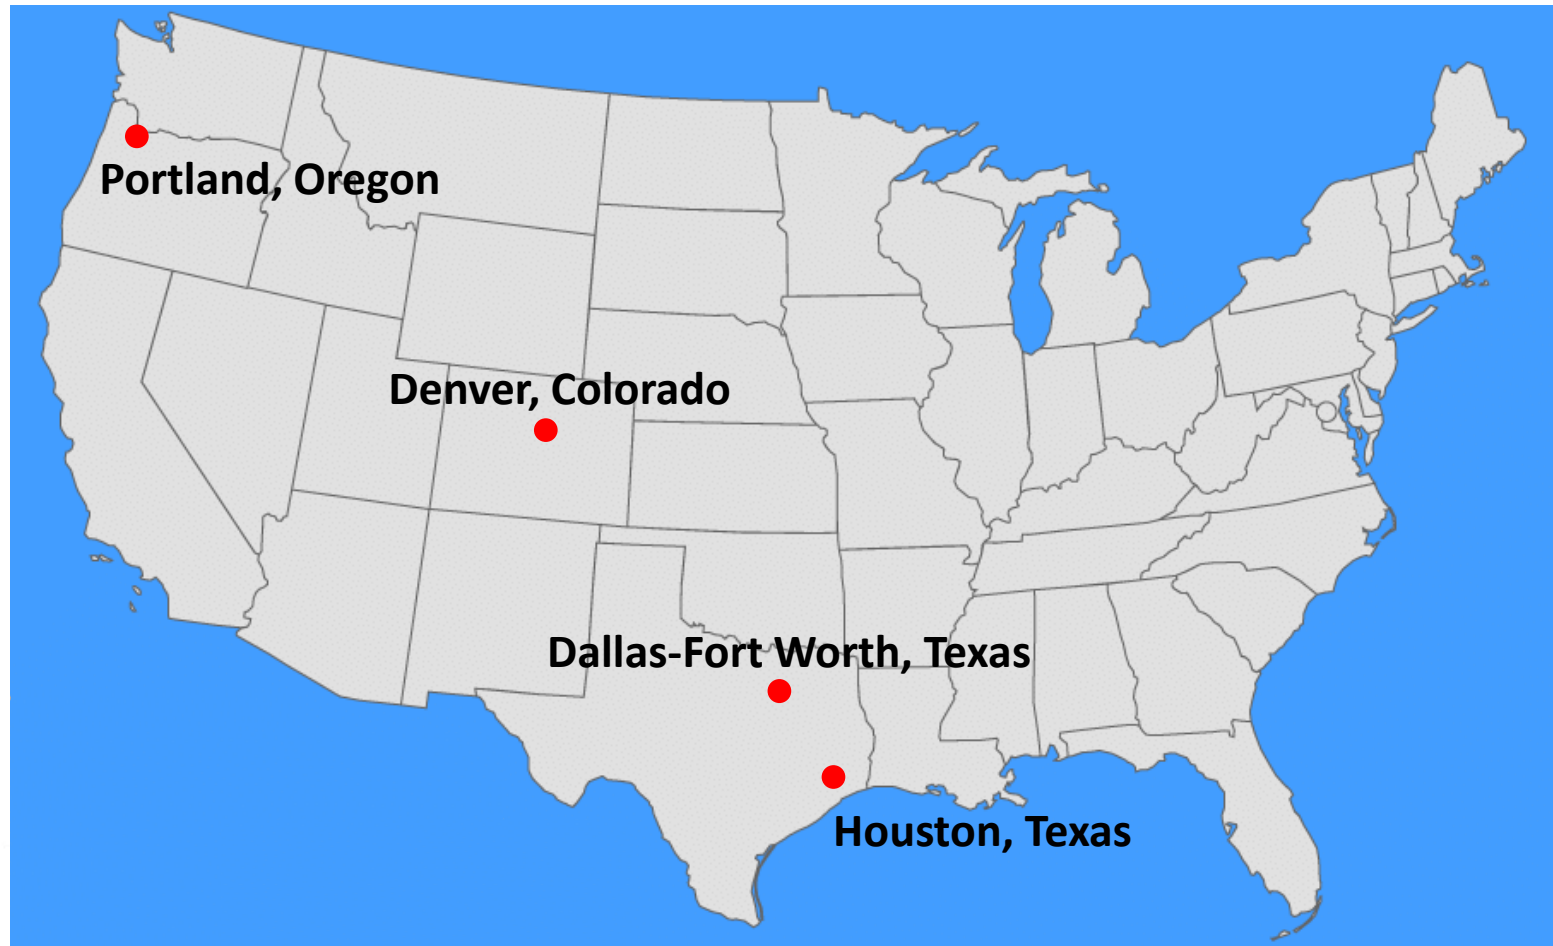 Portland, Oregon
Denver, Colorado
Dallas-Fort Worth, Texas
Houston, Texas